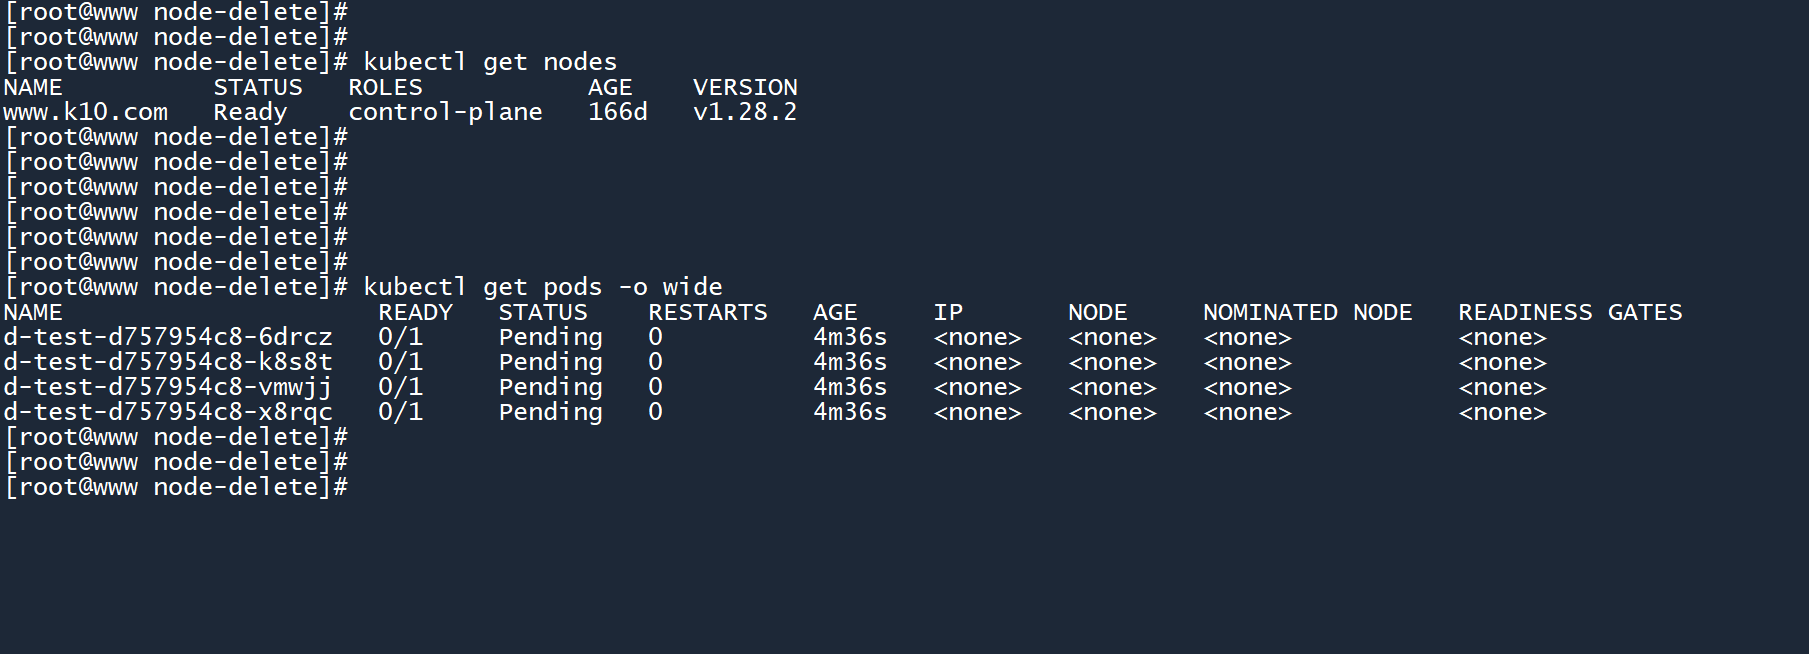 [root@www node-delete]#
[root@www node-delete]#
[root@www node-delete]# kubectl get nodes
NAME              STATUS   ROLES           AGE    VERSION
www.k10.com   Ready    control-plane   166d   v1.28.2
[root@www node-delete]#
[root@www node-delete]#
[root@www node-delete]#
[root@www node-delete]#
[root@www node-delete]#
[root@www node-delete]#
[root@www node-delete]# kubectl get pods -o wide
NAME                     READY   STATUS    RESTARTS   AGE     IP       NODE     NOMINATED NODE   READINESS GATES
d-test-d757954c8-6drcz   0/1     Pending   0          4m36s   <none>   <none>   <none>           <none>
d-test-d757954c8-k8s8t   0/1     Pending   0          4m36s   <none>   <none>   <none>           <none>
d-test-d757954c8-vmwjj   0/1     Pending   0          4m36s   <none>   <none>   <none>           <none>
d-test-d757954c8-x8rqc   0/1     Pending   0          4m36s   <none>   <none>   <none>           <none>
[root@www node-delete]#
[root@www node-delete]#
[root@www node-delete]#